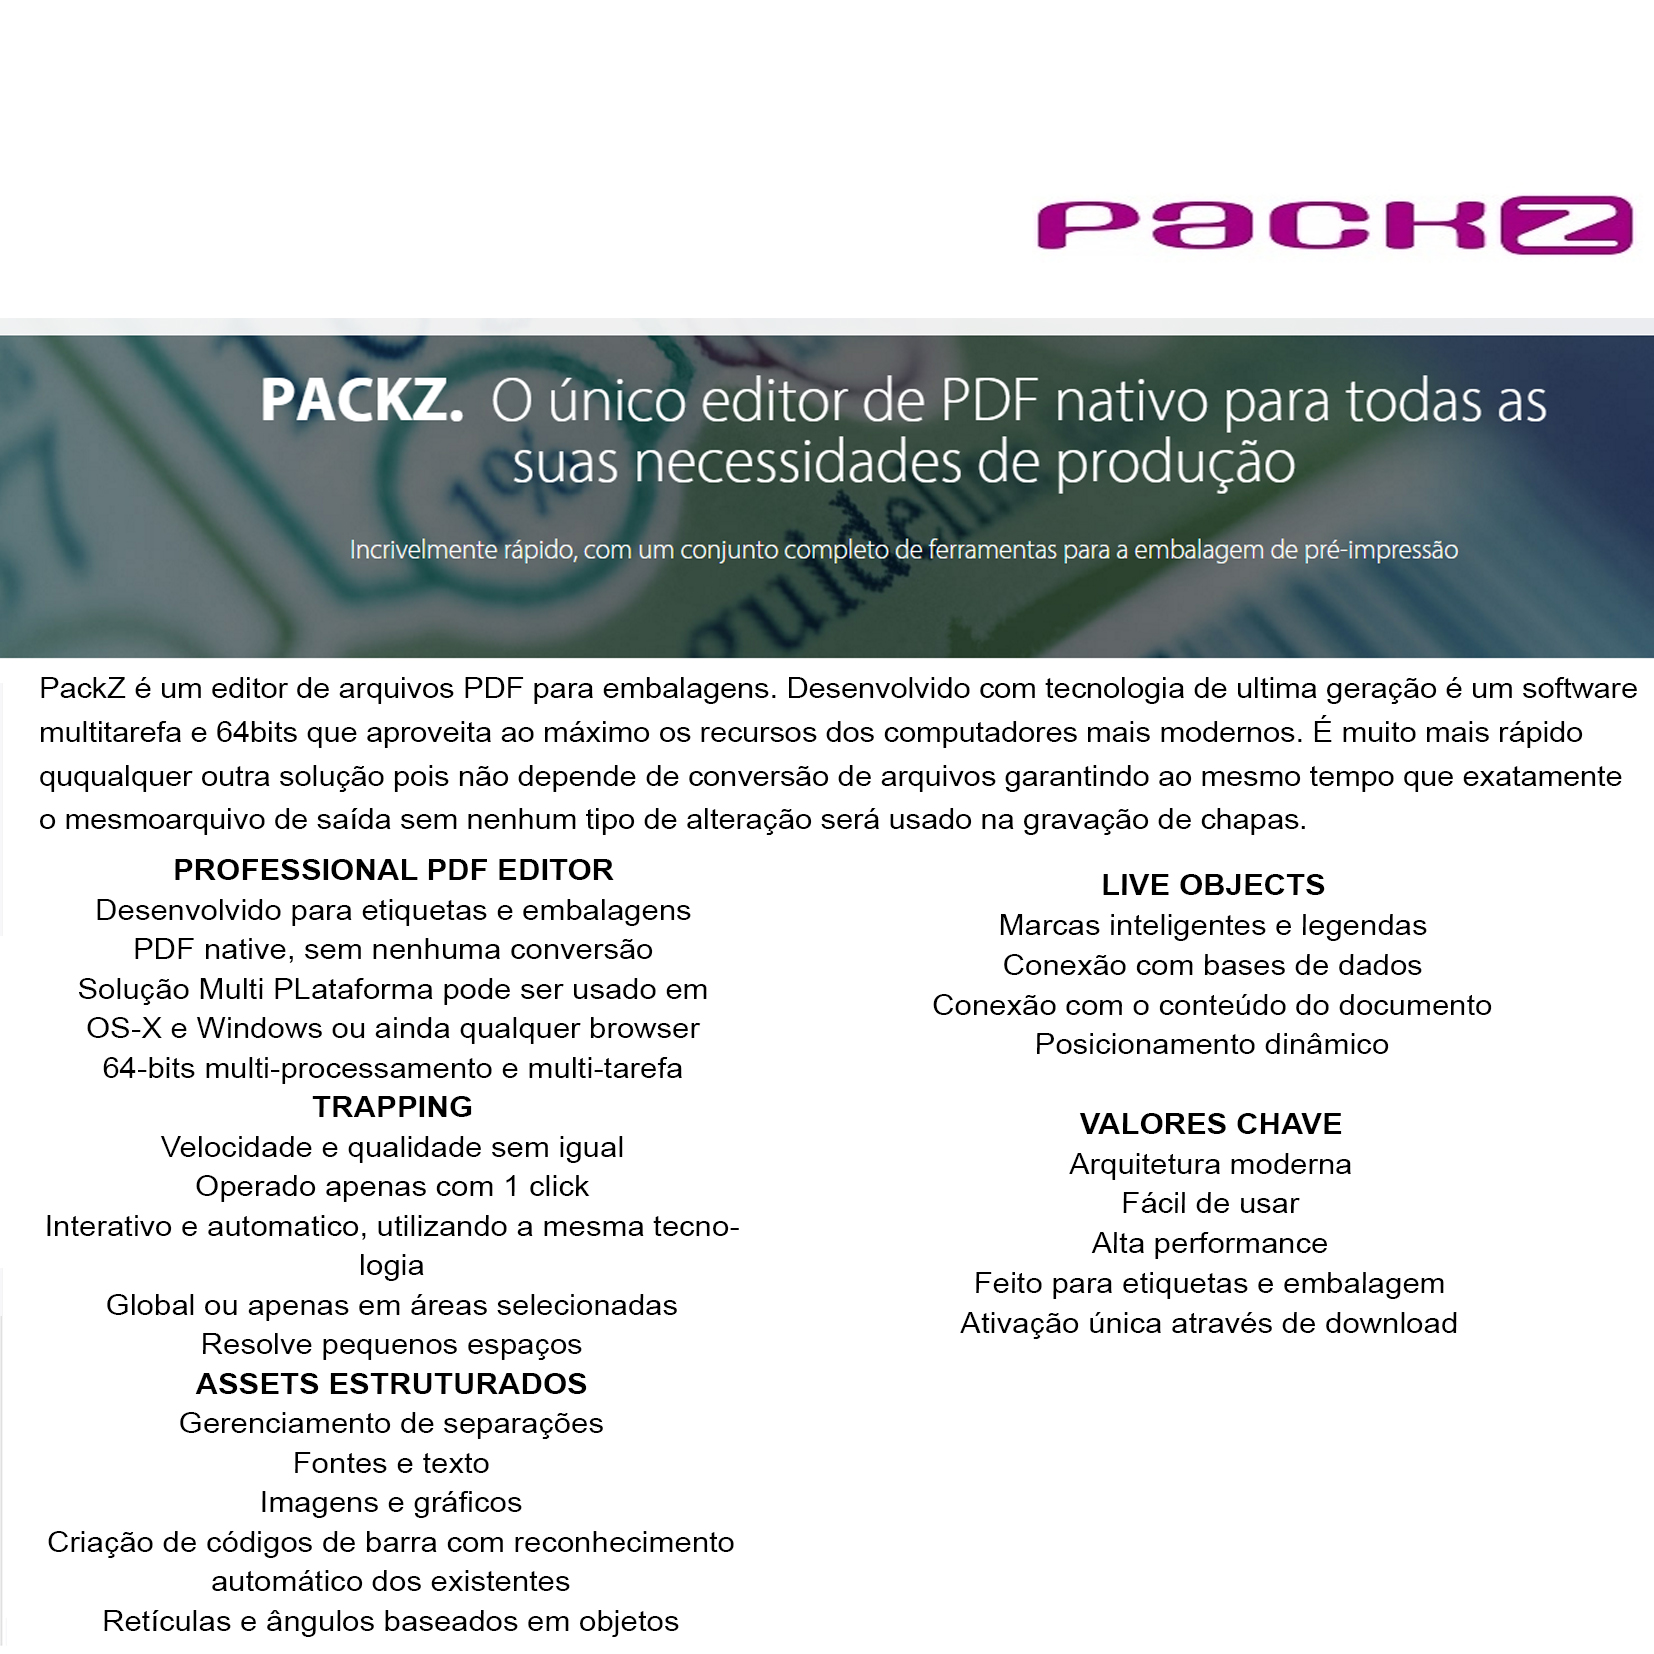 PACKZ
PACKZ. O único editor de PDF nativo para todas as
suas necessidades de produção
Incrivelmente rápido, com um conjunto completo de ferramentas para a embalagem de pré-impressão
1%
guideli
PackZ é um editor de arquivos PDF para embalagens. Desenvolvido com tecnologia de ultima geração é um software
multitarefa e 64bits que aproveita ao máximo os recursos dos computadores mais modernos. É muito mais rápido
ququalquer outra solução pois não depende de conversão de arquivos garantindo ao mesmo tempo que exatamente
o mesmoarquivo de saída sem nenhum tipo de alteração será usado na gravação de chapas.
PROFESSIONAL PDF EDITOR
Desenvolvido para etiquetas e embalagens
PDF native, sem nenhuma conversão
Solução Multi PLataforma pode ser usado em
OS-X e Windows ou ainda qualquer browser
64-bits multi-processamento e multi-tarefa
TRAPPING
Velocidade e qualidade sem igual
Operado apenas com 1 click
Interativo e automatico, utilizando a mesma tecno-
logia
Global ou apenas em áreas selecionadas
Resolve pequenos espaços
ASSETS ESTRUTURADOS
Gerenciamento de separações
Fontes e texto
Imagens e gráficos
Criação de códigos de barra com reconhecimento
automático dos existentes
Retículas e ângulos baseados em objetos
LIVE OBJECTS
Marcas inteligentes e legendas
Conexão com bases de dados
Conexão com o conteúdo do documento
Posicionamento dinâmico
VALORES CHAVE
Arquitetura moderna
Fácil de usar
Alta performance
Feito para etiquetas e embalagem
Ativação única através de download